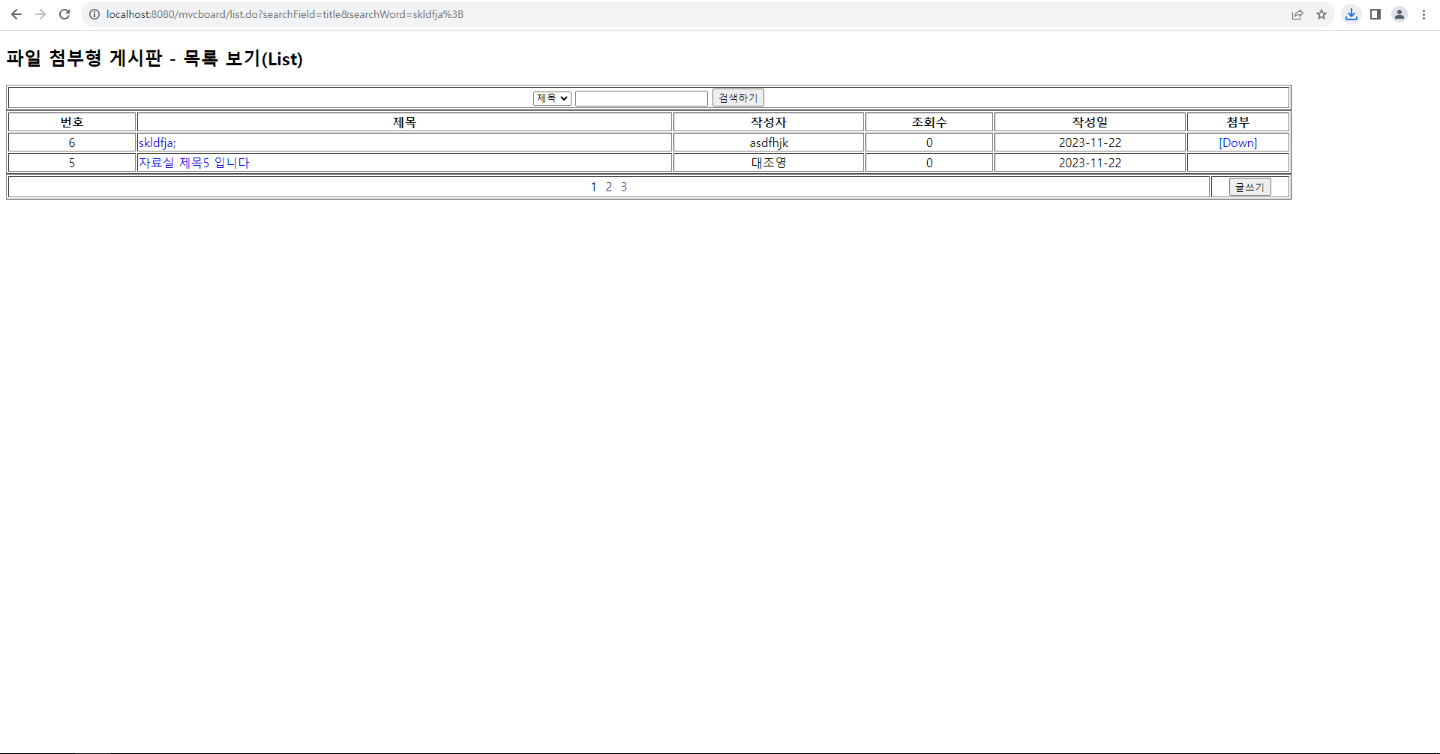 localhost:8080/mvcboard/list.do?searchField=title&searchWord=skldfja%3B
파일 첨부형 게시판 - 목록 보기(List)
제목 검색하기
번호 제목 작성자 조회수 작성일 첨부
6 skldfja; asdfhjk 0 2023-11-22 [Down]
5 자료실 제목5 입니다 대조영 0 2023-11-22
1 2 3 글쓰기